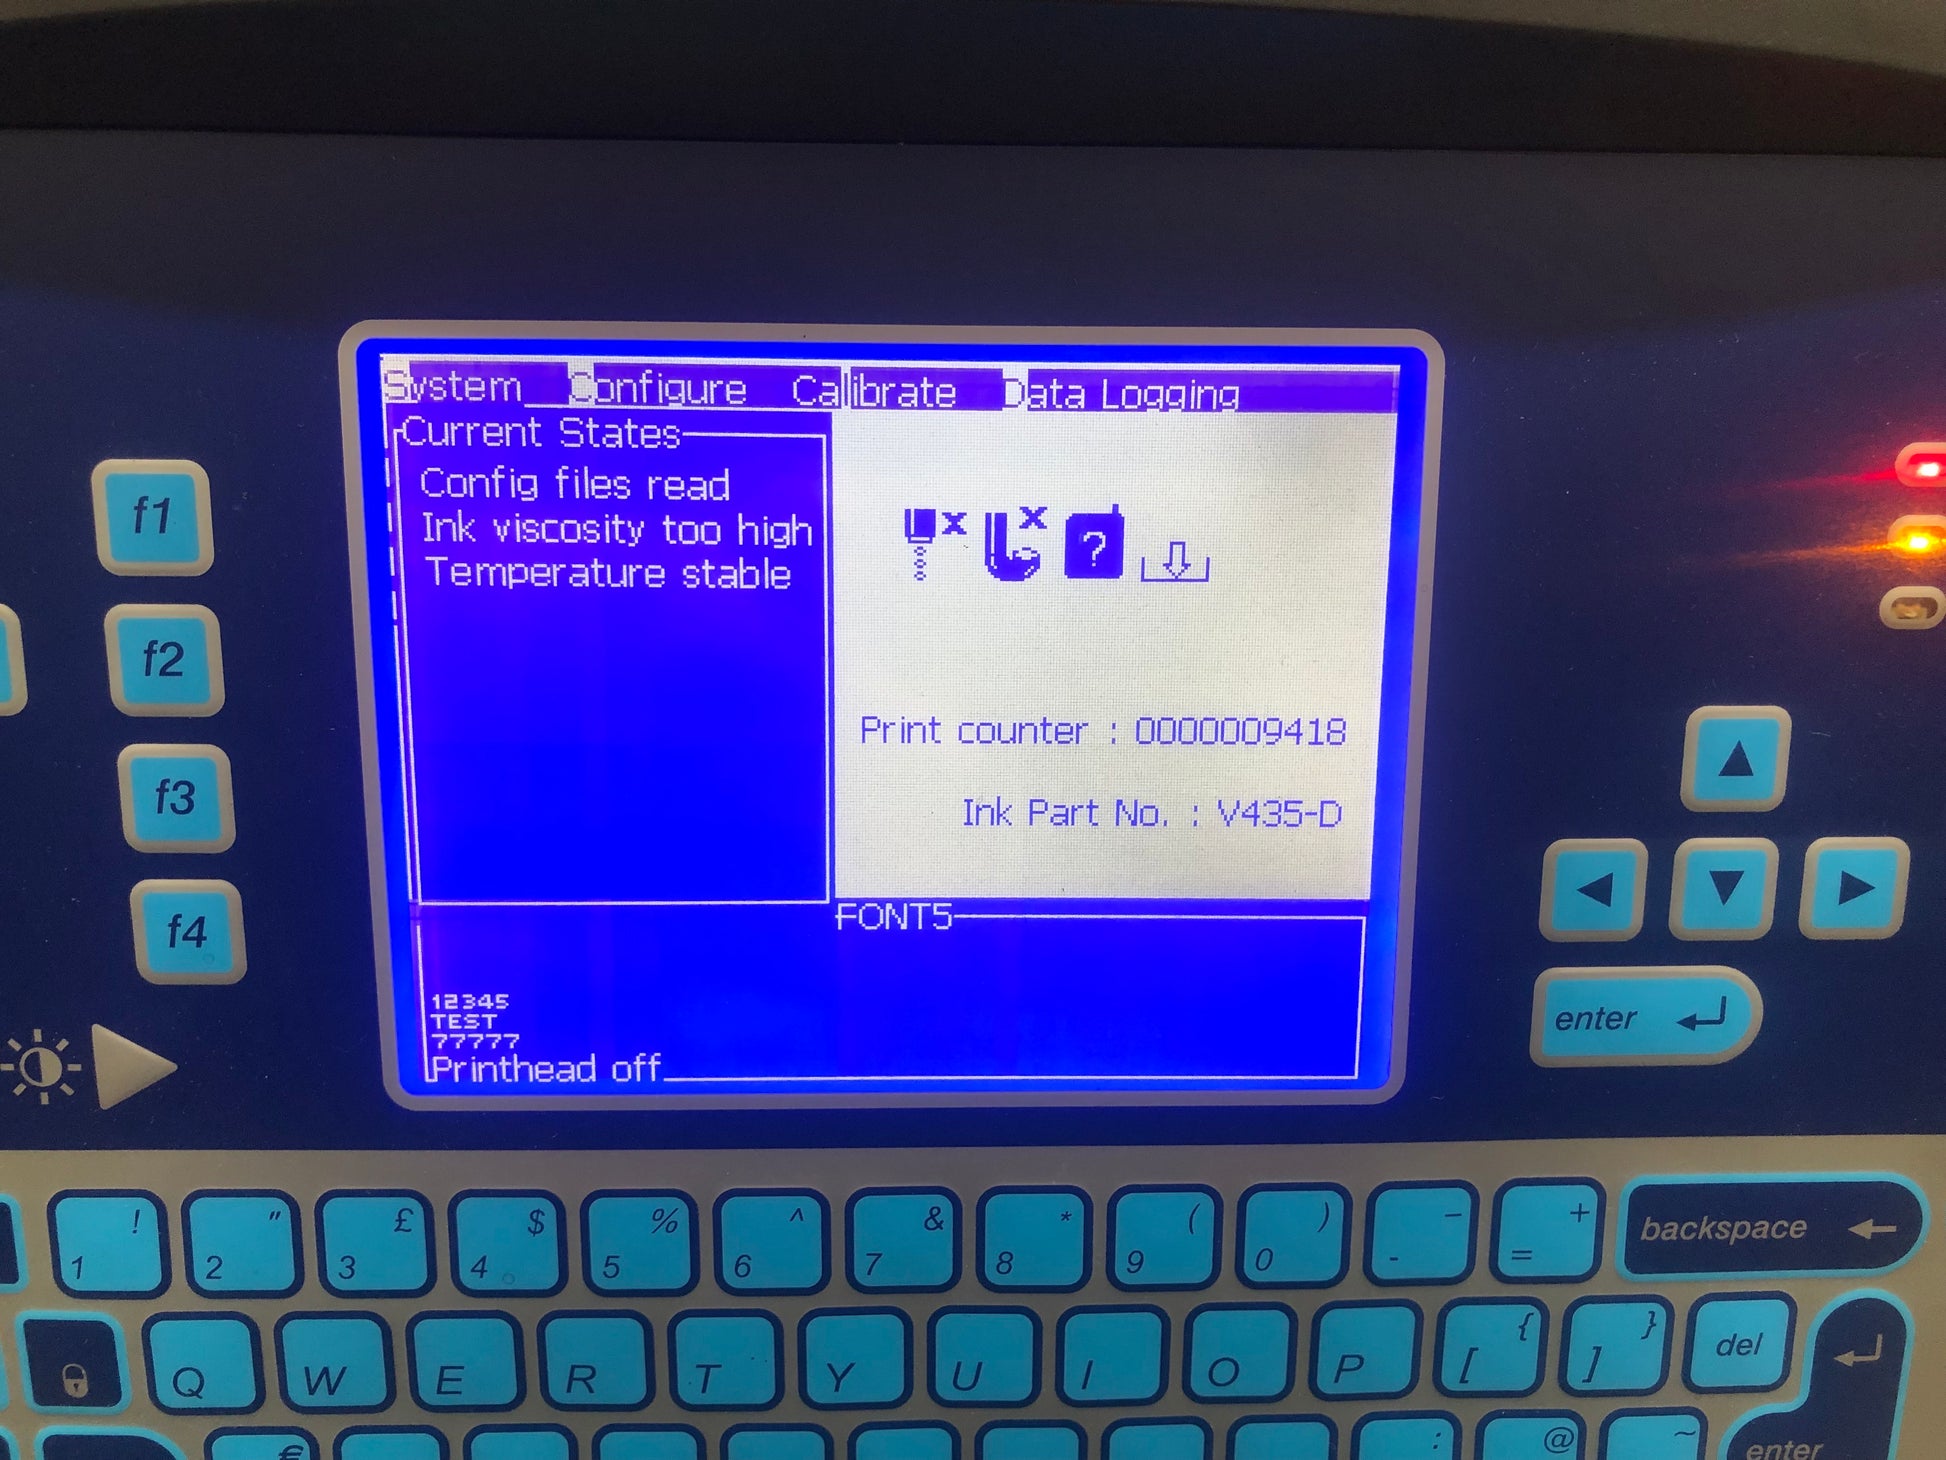 System Configure Calibrate Data Logging
Current States
Config files read
Ink viscosity too high
Temperature stable
?
Print counter : 0000009418
Ink Part No. : V435-D
FONT5
12345
TEST
77777
Printhead off
f1
f2
f3
f4
enter
! 1 " 2 £ 3 $ 4 % 5 ^ 6 & 7 * 8 ( 9 ) 0 _ - + = backspace
Q W E R T Y U I O P { [ } ] del
€ : @ ~ enter